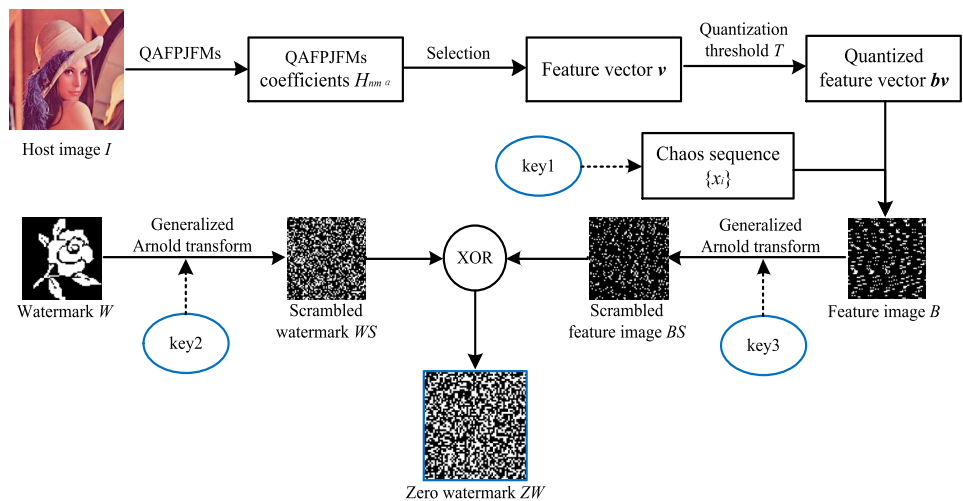 QAFPJFMs
QAFPJFMs
coefficients Hnm a
Selection
Feature vector v
Quantization
threshold T
Quantized
feature vector bv
Host image I
key1
Chaos sequence
{xi}
Generalized
Arnold transform
XOR
Generalized
Arnold transform
Watermark W
Scrambled
watermark WS
Scrambled
feature image BS
Feature image B
key2
key3
Zero watermark ZW